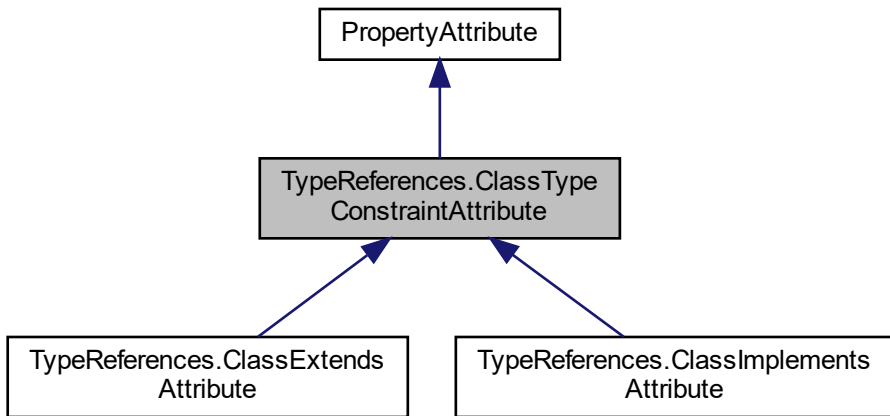 PropertyAttribute
TypeReferences.ClassType
ConstraintAttribute
TypeReferences.ClassExtends
Attribute
TypeReferences.ClassImplements
Attribute